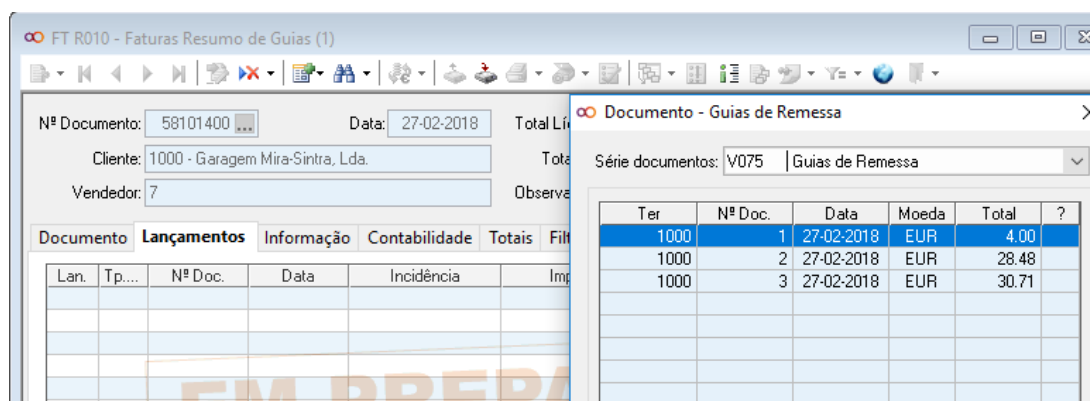 FT R010 - Faturas Resumo de Guias (1)
Nº Documento: 58101400 ... Data: 27-02-2018 Total Lí
Cliente: 1000 - Garagem Mira-Sintra, Lda. Tota
Vendedor: 7 Observa
Documento Lançamentos Informação Contabilidade Totais Filt
Lan. Tp.... Nº Doc. Data Incidência Imp
EM PREPA
Documento - Guias de Remessa
Série documentos: V075 Guias de Remessa
Ter Nº Doc. Data Moeda Total ?
1000 1 27-02-2018 EUR 4.00
1000 2 27-02-2018 EUR 28.48
1000 3 27-02-2018 EUR 30.71